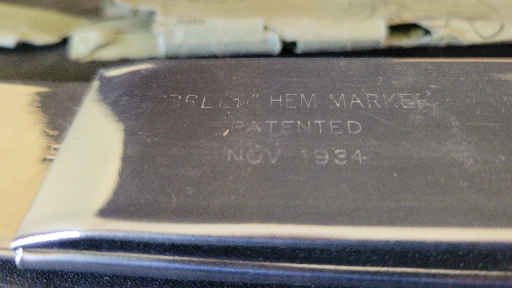 HEM MARKER
PATENTED
NOV 1934